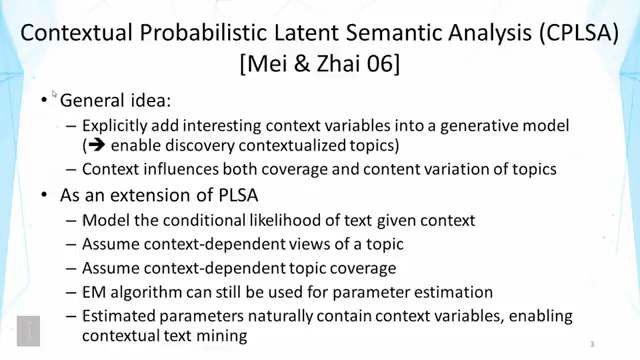 Contextual Probabilistic Latent Semantic Analysis (CPLSA)
[Mei & Zhai 06]
• General idea:
– Explicitly add interesting context variables into a generative model
(➔ enable discovery contextualized topics)
– Context influences both coverage and content variation of topics
• As an extension of PLSA
– Model the conditional likelihood of text given context
– Assume context-dependent views of a topic
– Assume context-dependent topic coverage
– EM algorithm can still be used for parameter estimation
– Estimated parameters naturally contain context variables, enabling
contextual text mining
3